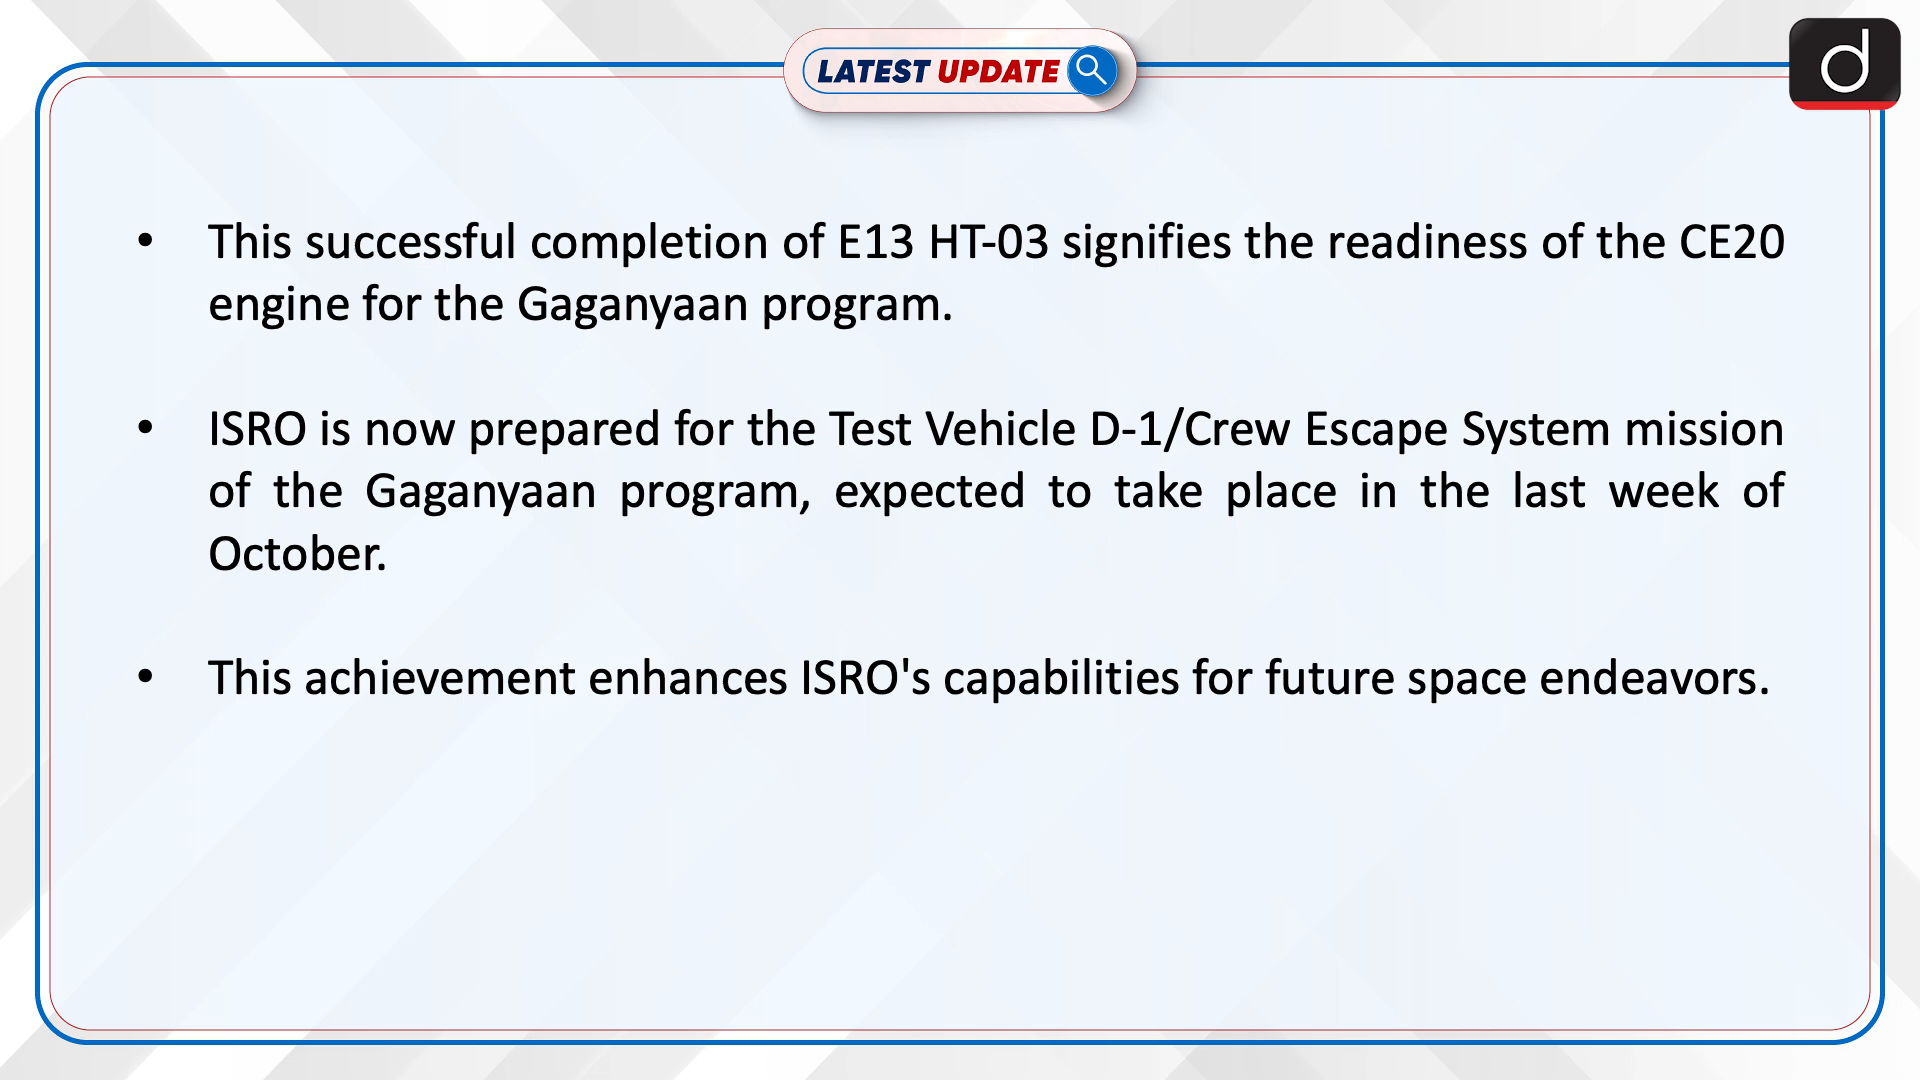 LATEST UPDATE
d
• This successful completion of E13 HT-03 signifies the readiness of the CE20
engine for the Gaganyaan program.
• ISRO is now prepared for the Test Vehicle D-1/Crew Escape System mission
of the Gaganyaan program, expected to take place in the last week of
October.
• This achievement enhances ISRO's capabilities for future space endeavors.